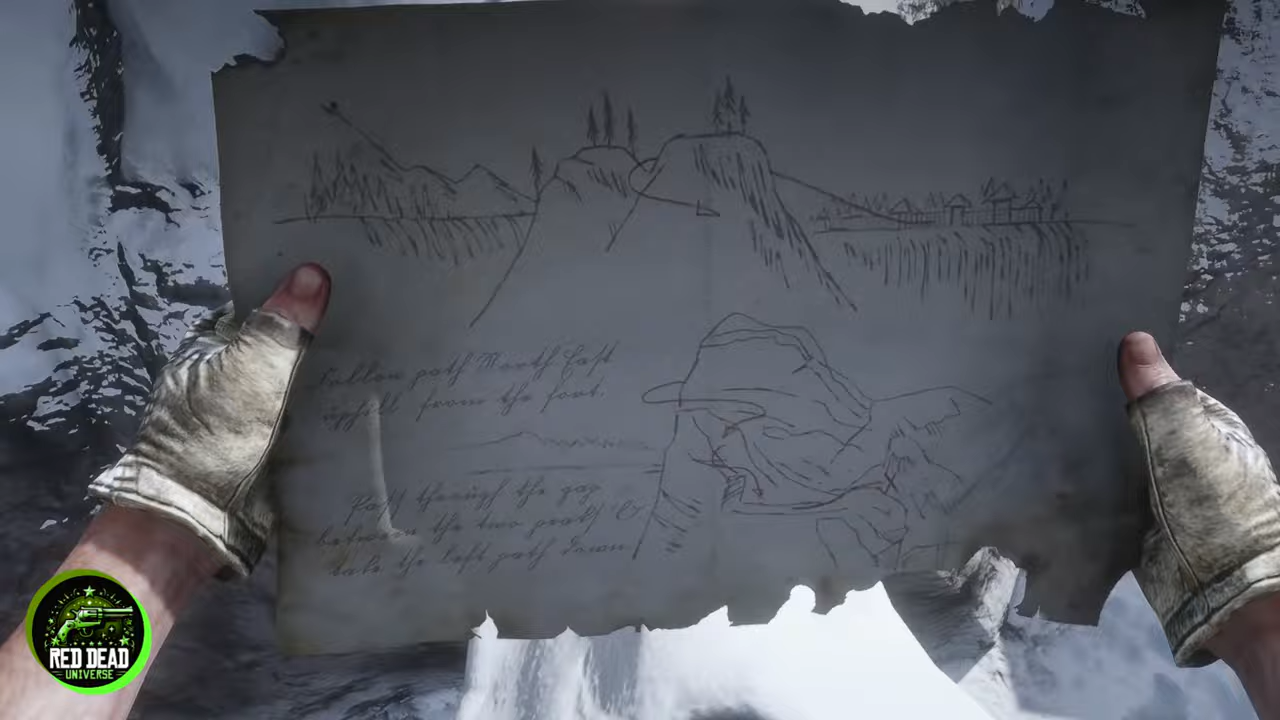 Follow path North East
uphill from the fort.
Pass through the gap
between the two peaks &
take the left path down
RED DEAD
UNIVERSE